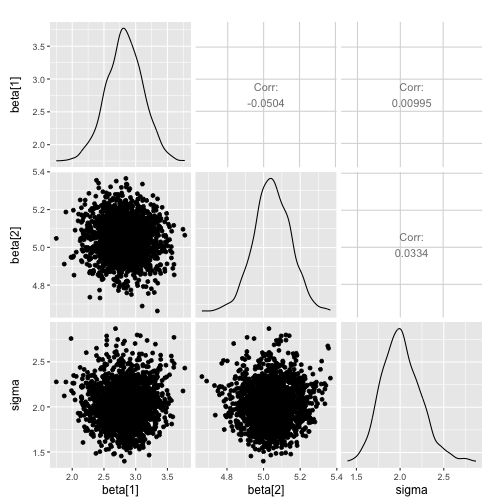 beta[1]
3.5
3.0
2.5
2.0
Corr:
-0.0504
Corr:
0.00995
beta[2]
5.4
5.2
5.0
4.8
Corr:
0.0334
sigma
2.5
2.0
1.5
2.0 2.5 3.0 3.5 4.8 5.0 5.2 5.4 1.5 2.0 2.5
beta[1] beta[2] sigma